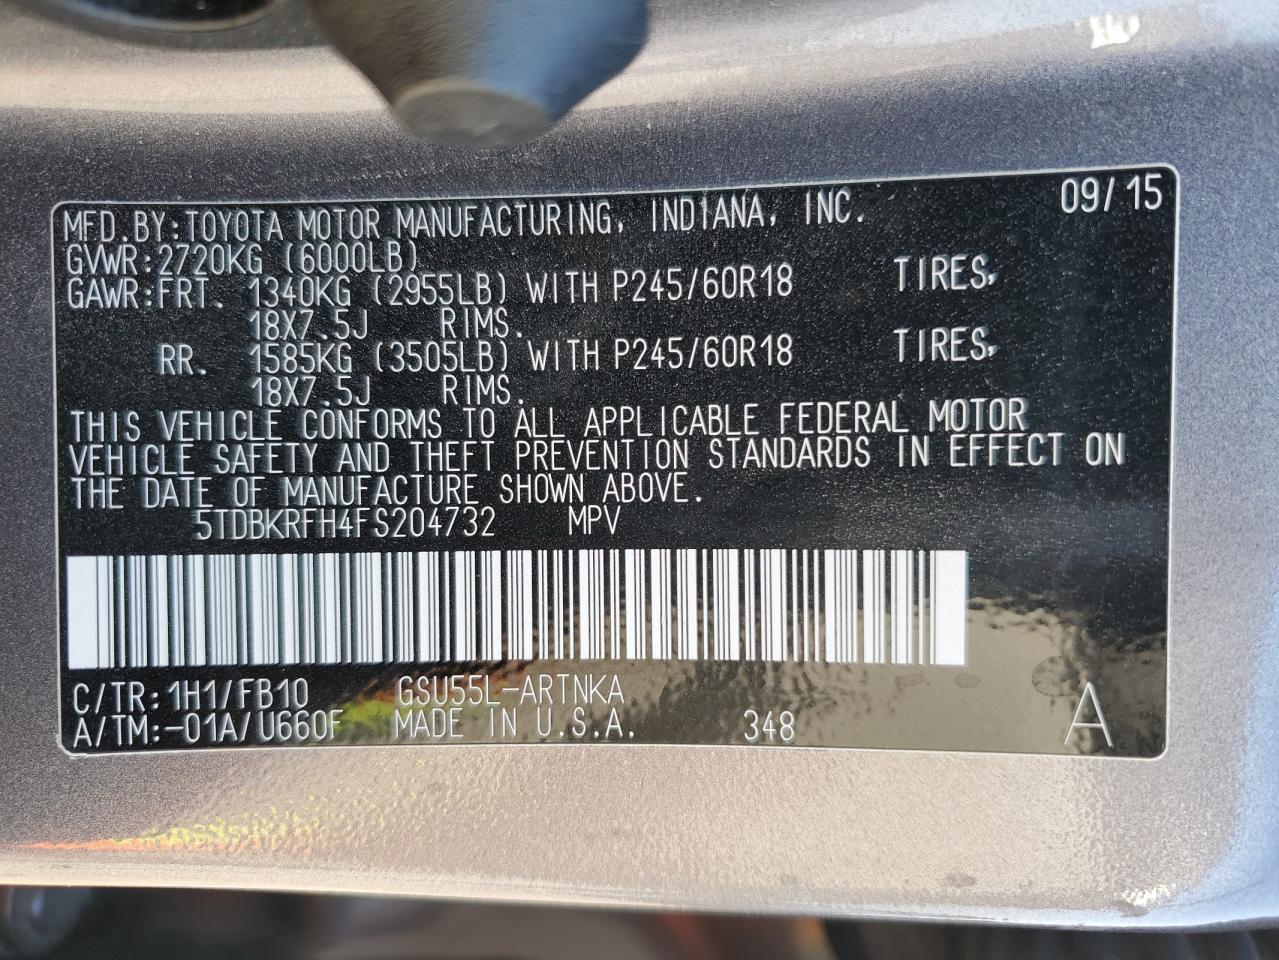 MFD.BY:TOYOTA MOTOR MANUFACTURING, INDIANA, INC. 09/15
GVWR:2720KG (6000LB)
GAWR:FRT. 1340KG (2955LB) WITH P245/60R18 TIRES,
18X7.5J RIMS.
RR. 1585KG (3505LB) WITH P245/60R18 TIRES,
18X7.5J RIMS.
THIS VEHICLE CONFORMS TO ALL APPLICABLE FEDERAL MOTOR
VEHICLE SAFETY AND THEFT PREVENTION STANDARDS IN EFFECT ON
THE DATE OF MANUFACTURE SHOWN ABOVE.
5TDBKRFH4FS204732 MPV
C/TR:1H1/FB10 GSU55L-ARTNKA
A/TM:-01A/U660F MADE IN U.S.A. 348 A